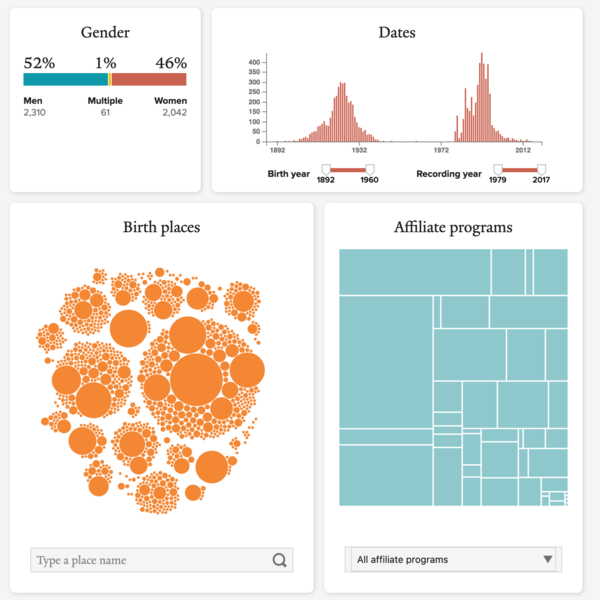 Gender
52% 1% 46%
Men Multiple Women
2,310 61 2,042
Dates
400
350
300
250
200
150
100
50
0
1892 1932 1972 2012
Birth year 1892 1960 Recording year 1979 2017
Birth places
Type a place name
Affiliate programs
All affiliate programs